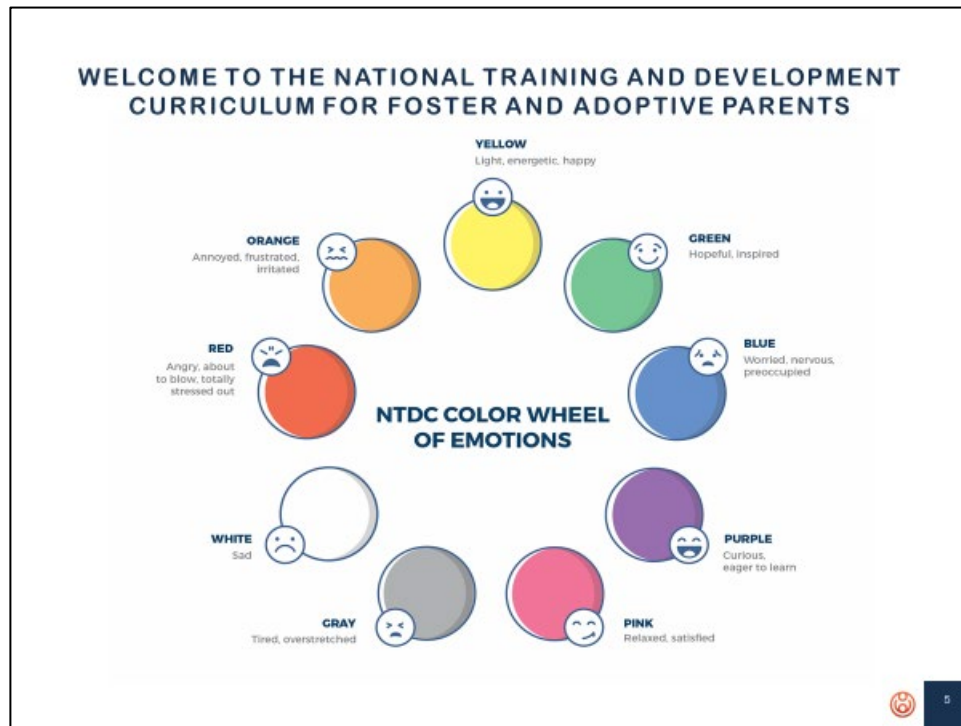 WELCOME TO THE NATIONAL TRAINING AND DEVELOPMENT
CURRICULUM FOR FOSTER AND ADOPTIVE PARENTS
YELLOW
Light, energetic, happy
ORANGE
Annoyed, frustrated,
irritated
GREEN
Hopeful, inspired
RED
Angry, about
to blow, totally
stressed out
BLUE
Worried, nervous,
preoccupied
NTDC COLOR WHEEL
OF EMOTIONS
WHITE
Sad
PURPLE
Curious,
eager to learn
GRAY
Tired, overstretched
PINK
Relaxed, satisfied
5